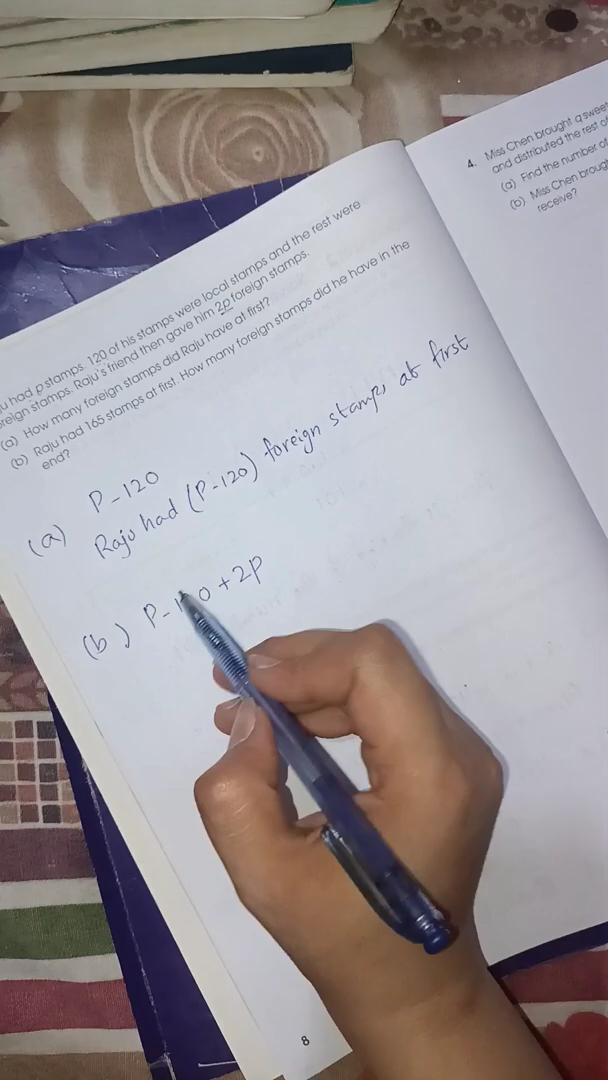 had p stamps. 120 of his stamps were local stamps and the rest were
stamps. Raju's friend then gave him 2p foreign stamps.
(a) How many foreign stamps did Raju have at first?
(b) Raju had 165 stamps at first. How many foreign stamps did he have in the
end?
(a) P-120
Raju had (P-120) foreign stamps at first
(b) P-120+2P
8
4. Miss Chen brought a
and distributed the rest of
(a) Find the number of
(b) Miss Chen
receive?